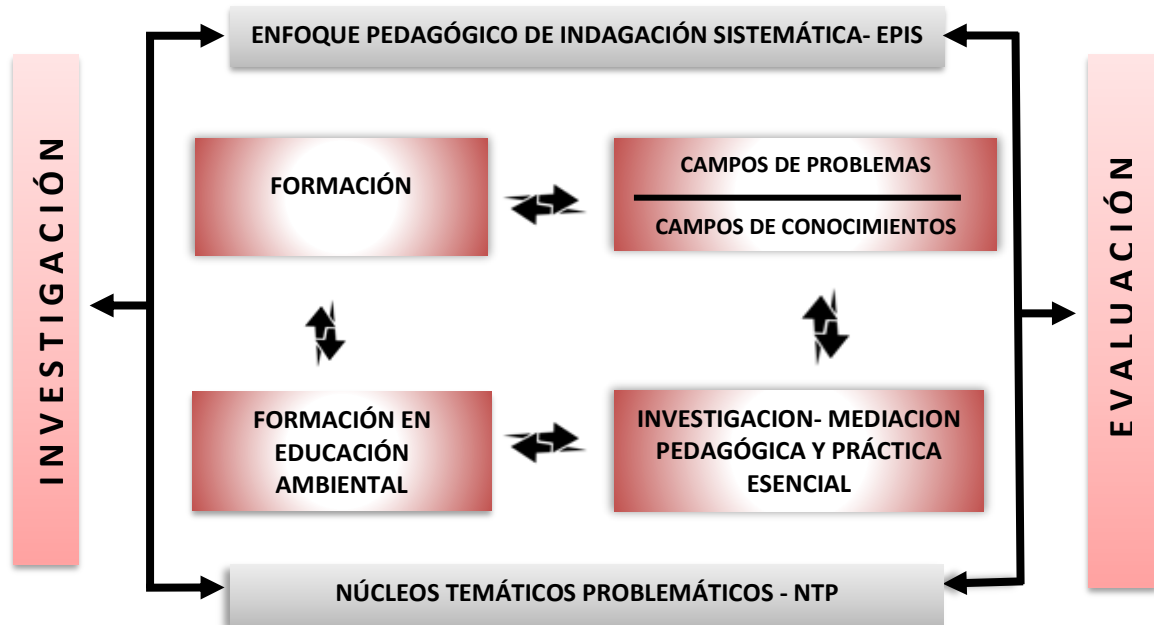 ENFOQUE PEDAGÓGICO DE INDAGACIÓN SISTEMÁTICA- EPIS
INVESTIGACIÓN
FORMACIÓN
CAMPOS DE PROBLEMAS
CAMPOS DE CONOCIMIENTOS
EVALUACIÓN
FORMACIÓN EN
EDUCACIÓN
AMBIENTAL
INVESTIGACION- MEDIACION
PEDAGÓGICA Y PRÁCTICA
ESENCIAL
NÚCLEOS TEMÁTICOS PROBLEMÁTICOS - NTP